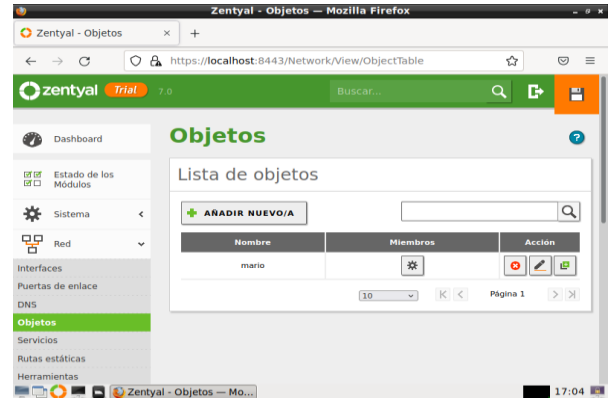 Zentyal - Objetos — Mozilla Firefox
Zentyal - Objetos
https://localhost:8443/Network/View/ObjectTable
zentyal Trial 7.0
Buscar...
Dashboard
Estado de los
Módulos
Sistema
Red
Interfaces
Puertas de enlace
DNS
Objetos
Servicios
Rutas estáticas
Herramientas
Objetos
?
Lista de objetos
AÑADIR NUEVO/A
Nombre Miembros Acción
mario
10 Página 1
Zentyal - Objetos — Mo...
17:04